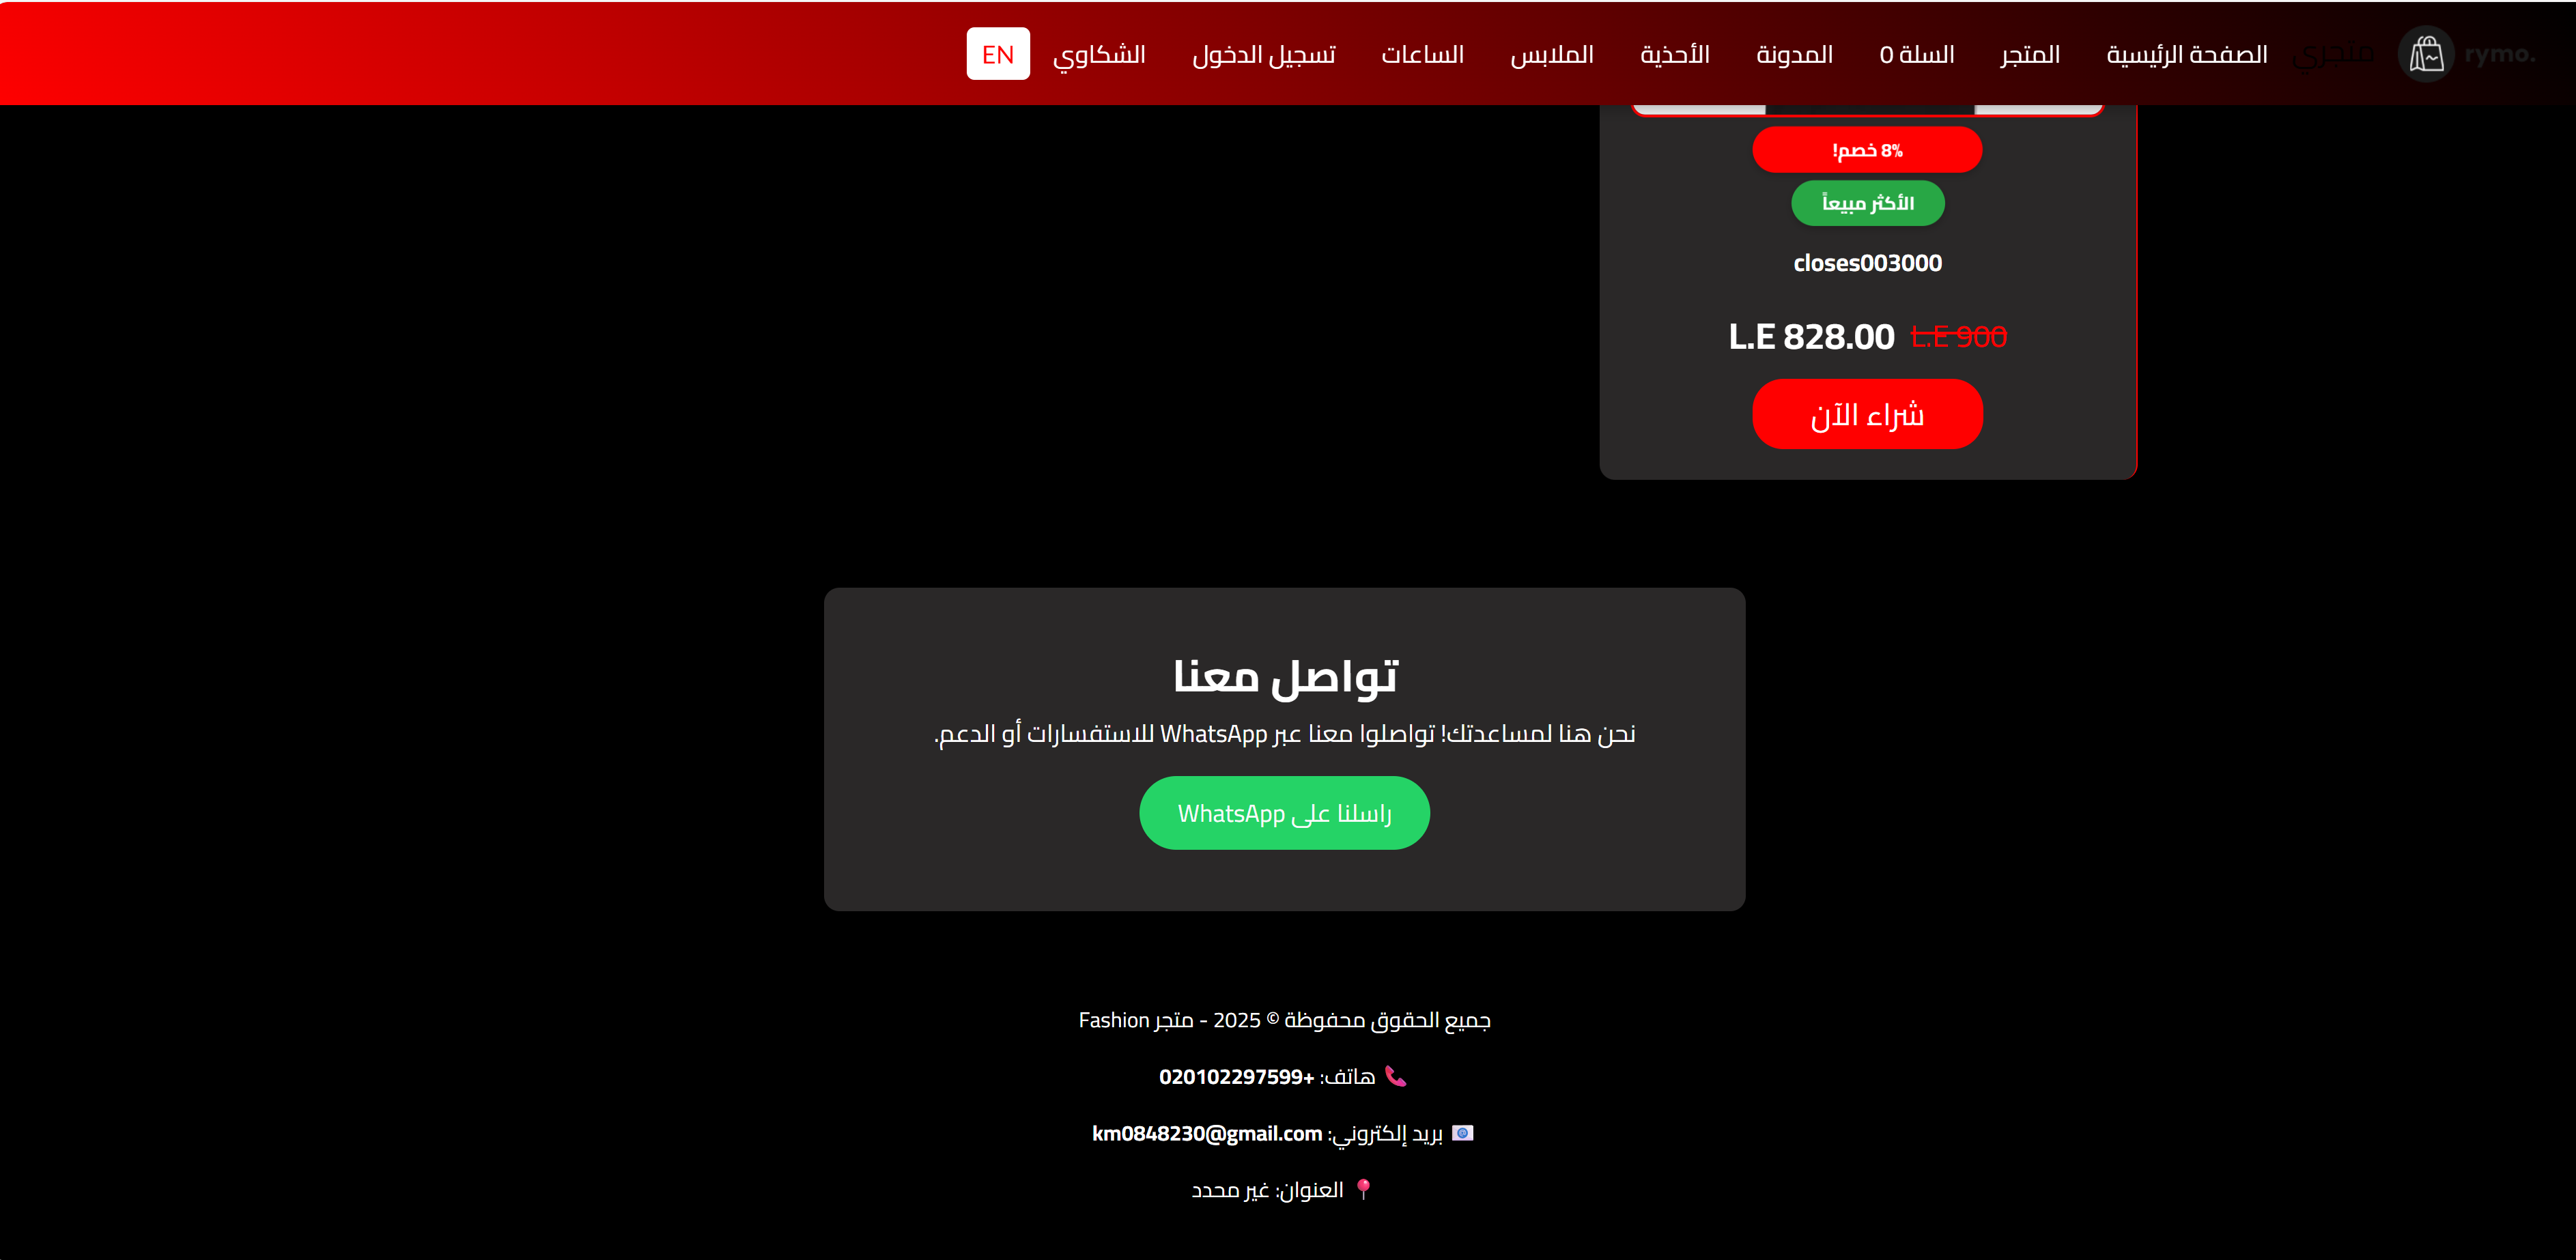 rymo.
متجري
الصفحة الرئيسية
المتجر
السلة 0
المدونة
الأحذية
الملابس
الساعات
تسجيل الدخول
الشكاوي
EN
8% خصم!
الأكثر مبيعاً
closes003000
L.E 900 L.E 828.00
شراء الآن
تواصل معنا
نحن هنا لمساعدتك! تواصلوا معنا عبر WhatsApp للاستفسارات أو الدعم.
راسلنا على WhatsApp
جميع الحقوق محفوظة © 2025 - متجر Fashion
📞 هاتف: +020102297599
📧 بريد إلكتروني: km0848230@gmail.com
📍 العنوان: غير محدد